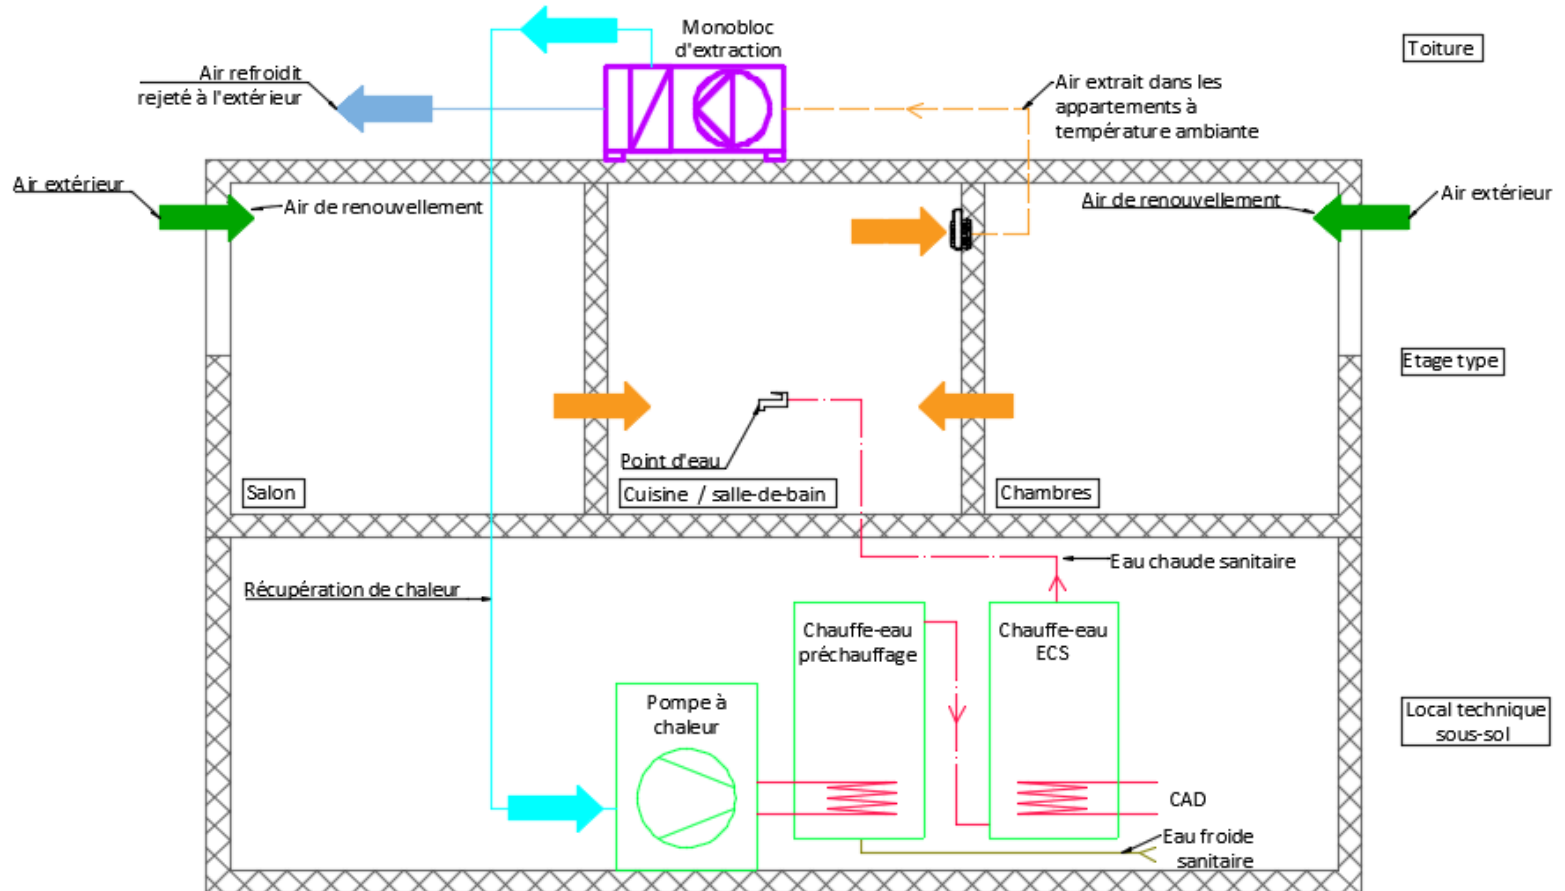 Monobloc
d'extraction
Toiture
Air refroidit
rejeté à l'extérieur
Air extrait dans les
appartements à
température ambiante
Air extérieur
Air de renouvellement
Air de renouvellement
Air extérieur
Etage type
Point d'eau
Salon
Cuisine / salle-de-bain
Chambres
Eau chaude sanitaire
Récupération de chaleur
Chauffe-eau
préchauffage
Chauffe-eau
ECS
Pompe à
chaleur
Local technique
sous-sol
CAD
Eau froide
sanitaire